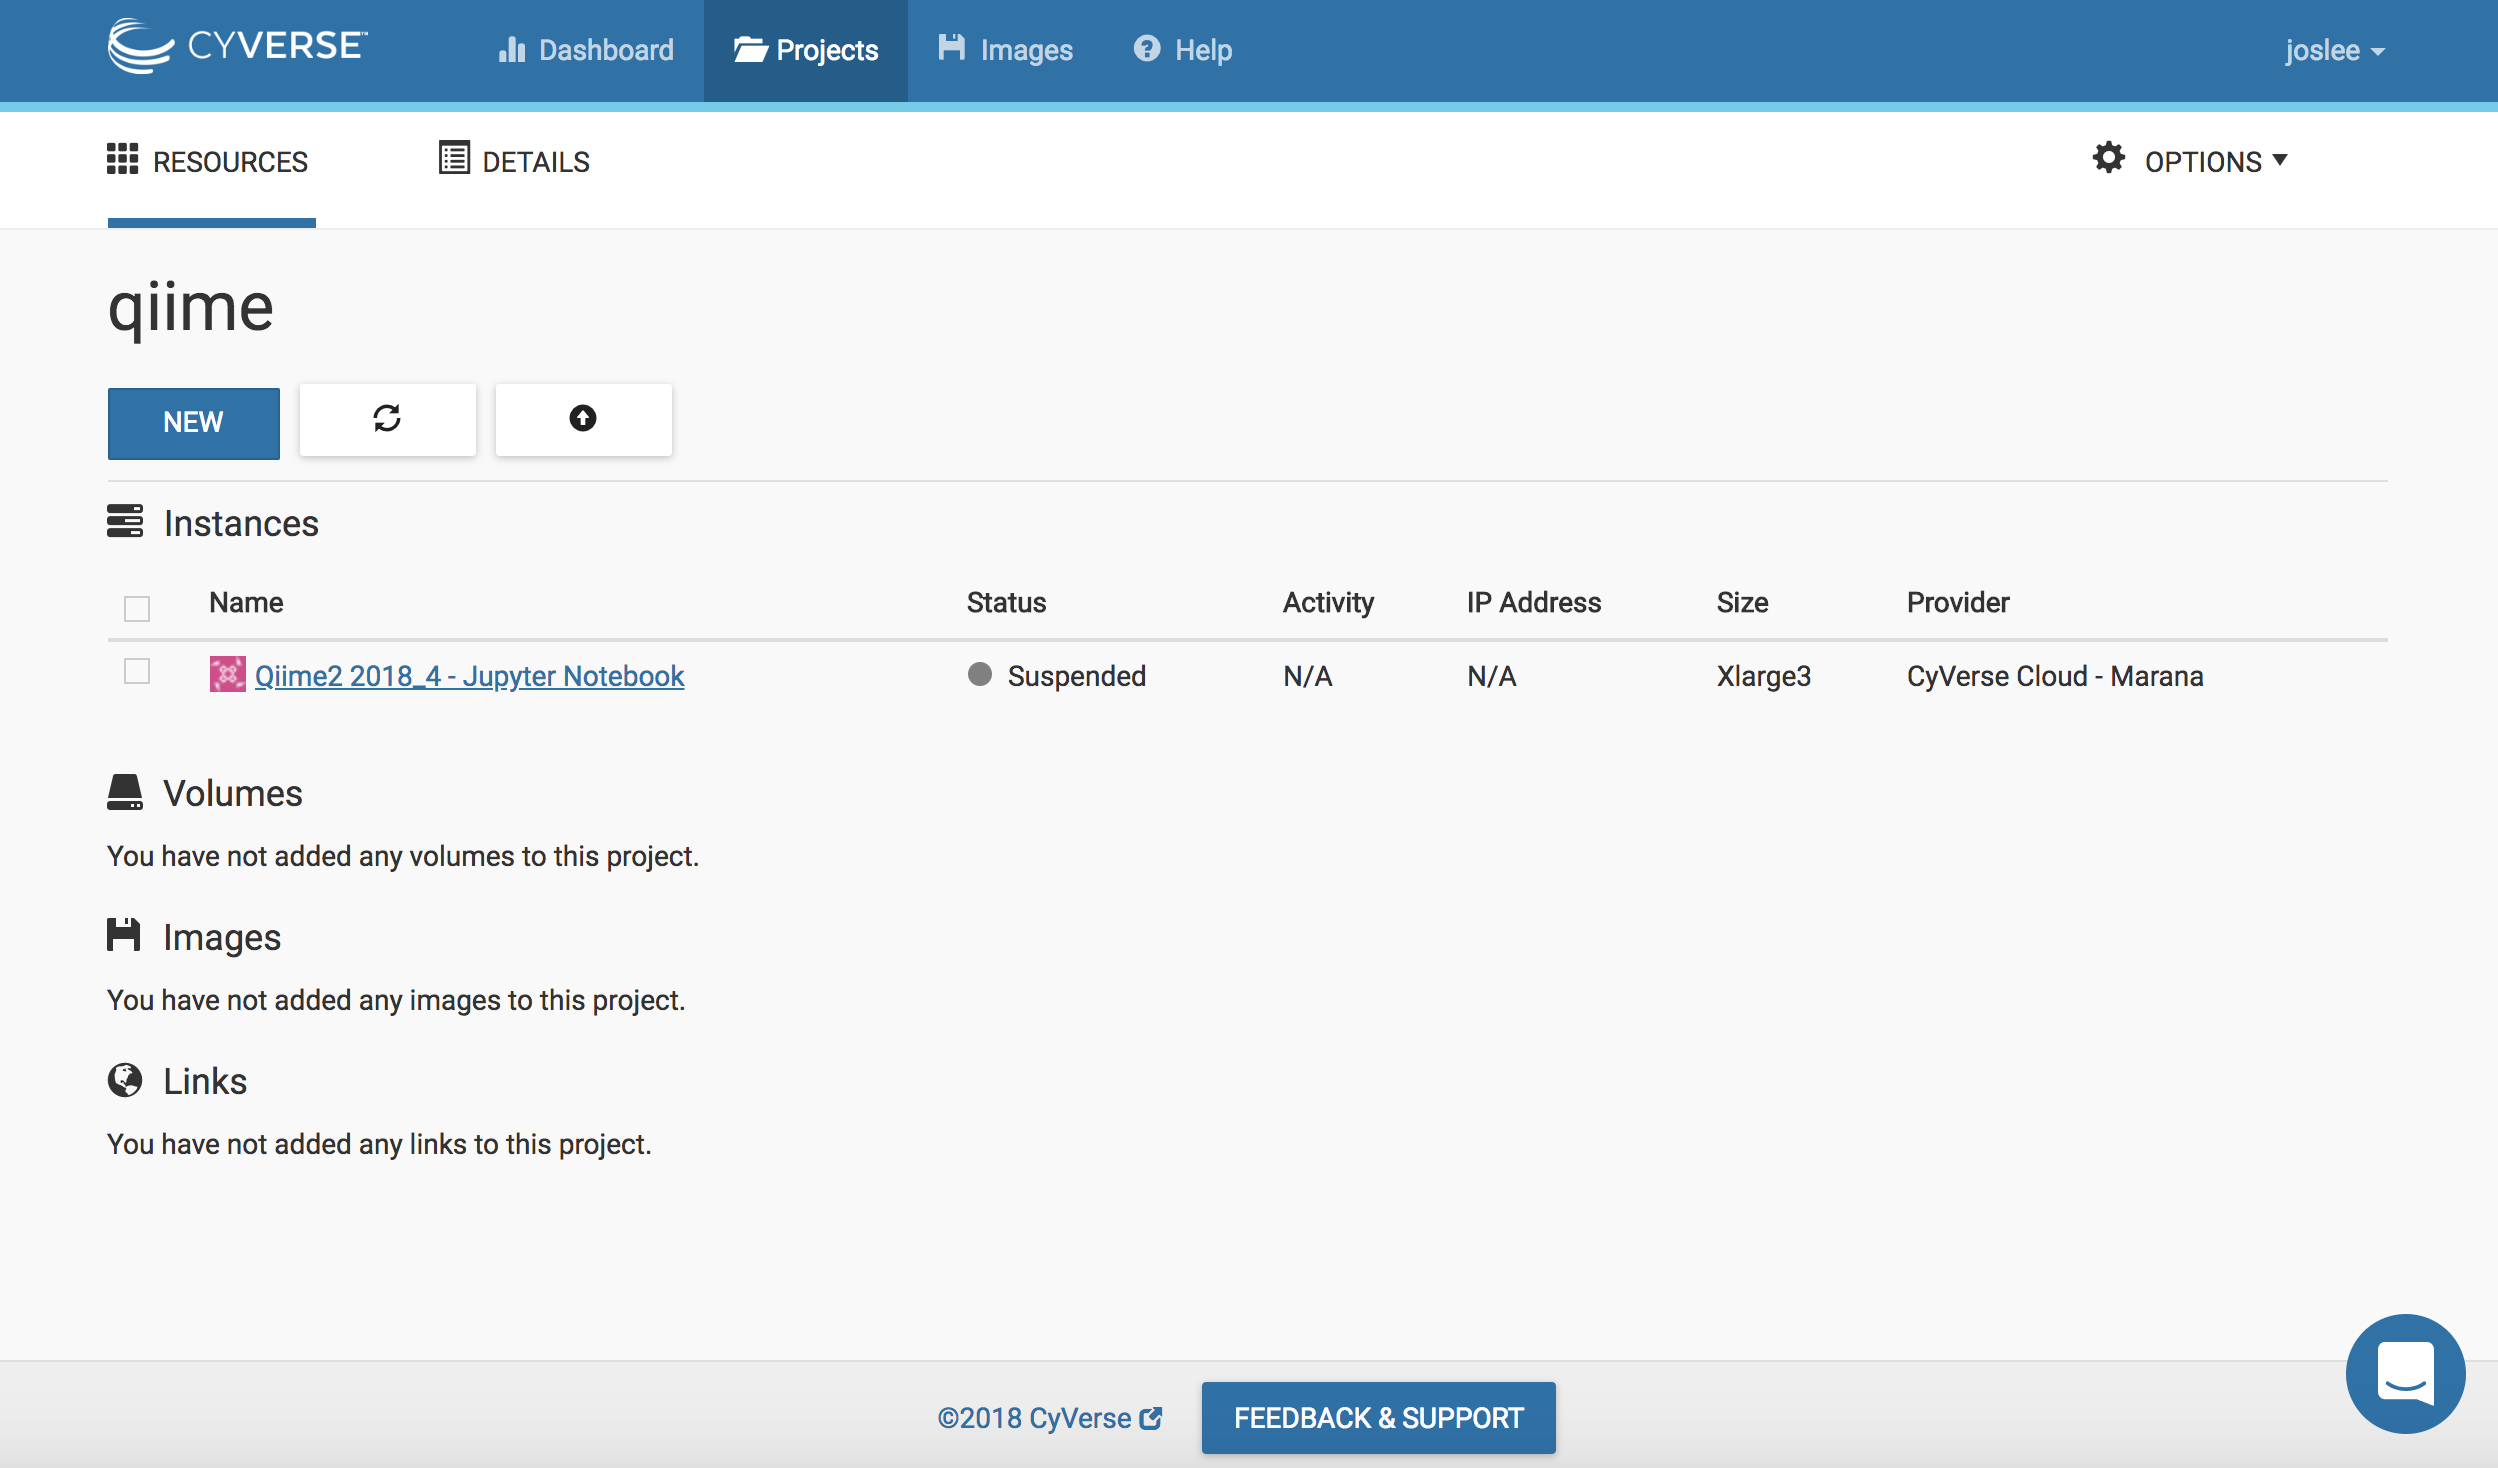 CYVERSE™ Dashboard Projects Images Help joslee
RESOURCES DETAILS OPTIONS
qiime
NEW
Instances
Name Status Activity IP Address Size Provider
Qiime2 2018_4 - Jupyter Notebook Suspended N/A N/A Xlarge3 CyVerse Cloud - Marana
Volumes
You have not added any volumes to this project.
Images
You have not added any images to this project.
Links
You have not added any links to this project.
©2018 CyVerse FEEDBACK & SUPPORT